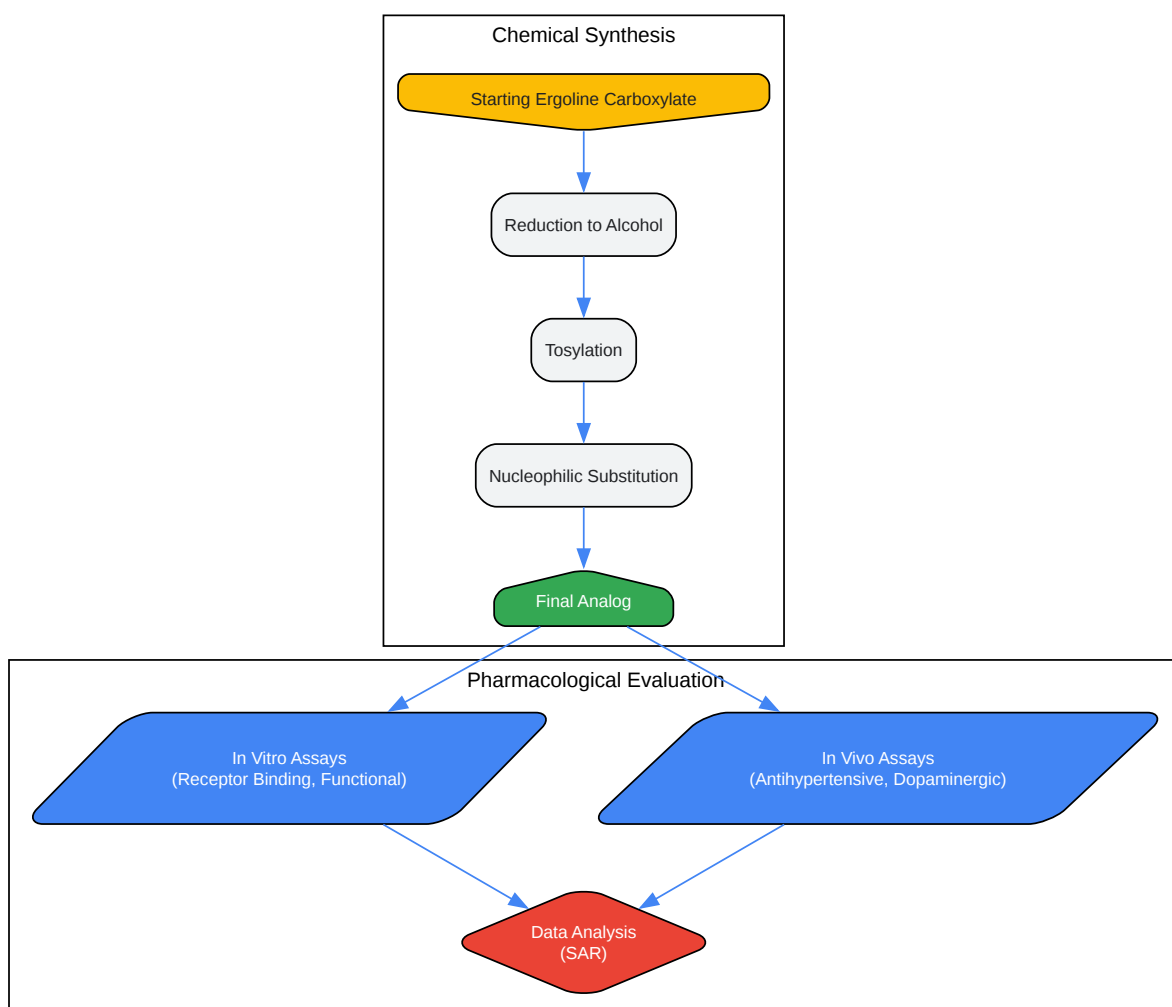 Chemical Synthesis
Starting Ergoline Carboxylate
Reduction to Alcohol
Tosylation
Nucleophilic Substitution
Final Analog
Pharmacological Evaluation
In Vitro Assays
(Receptor Binding, Functional)
In Vivo Assays
(Antihypertensive, Dopaminergic)
Data Analysis
(SAR)